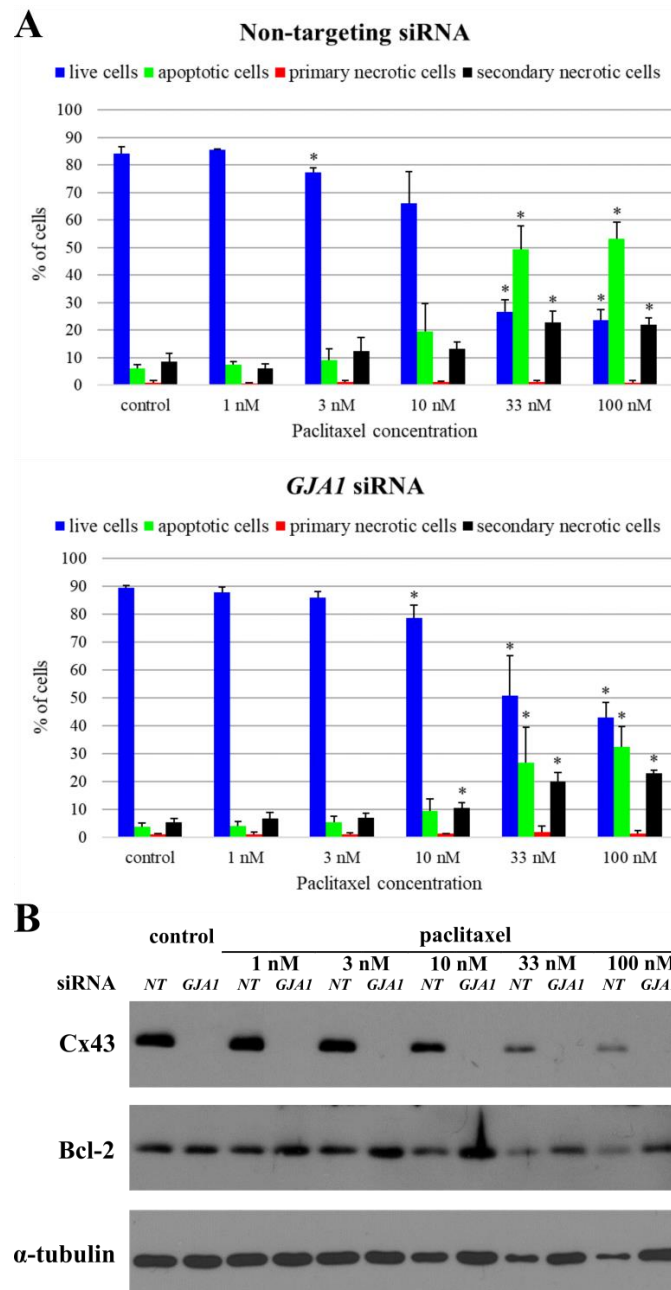 A
Non-targeting siRNA
live cells apoptotic cells primary necrotic cells secondary necrotic cells
100
90
80
70
60
50
40
30
20
10
0
% of cells
* * * * * * *
control 1 nM 3 nM 10 nM 33 nM 100 nM
Paclitaxel concentration
GJA1 siRNA
live cells apoptotic cells primary necrotic cells secondary necrotic cells
100
90
80
70
60
50
40
30
20
10
0
% of cells
* * * * * * * *
control 1 nM 3 nM 10 nM 33 nM 100 nM
Paclitaxel concentration
B
control paclitaxel
1 nM 3 nM 10 nM 33 nM 100 nM
siRNA NT GJA1 NT GJA1 NT GJA1 NT GJA1 NT GJA1 NT GJA1
Cx43
Bcl-2
α-tubulin